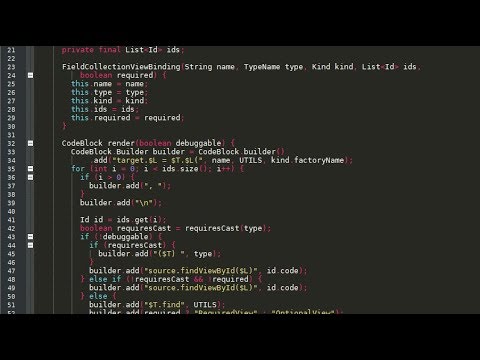 21 private final List<Id> ids;
22
23 FieldCollectionViewBinding(String name, TypeName type, Kind kind, List<Id> ids,
24 boolean required) {
25 this.name = name;
26 this.type = type;
27 this.kind = kind;
28 this.ids = ids;
29 this.required = required;
30 }
31
32 CodeBlock render(boolean debuggable) {
33 CodeBlock.Builder builder = CodeBlock.builder()
34 .add("target.$L = $T.$L(", name, UTILS, kind.factoryName);
35 for (int i = 0; i < ids.size(); i++) {
36 if (i > 0) {
37 builder.add(", ");
38 }
39 builder.add("\n");
40
41 Id id = ids.get(i);
42 boolean requiresCast = requiresCast(type);
43 if (!debuggable) {
44 if (requiresCast) {
45 builder.add("($T) ", type);
46 }
47 builder.add("source.findViewById($L)", id.code);
48 } else if (!requiresCast && !required) {
49 builder.add("source.findViewById($L)", id.code);
50 } else {
51 builder.add("$T.find", UTILS);
52 builder.add(required ? "RequiredView" : "OptionalView");